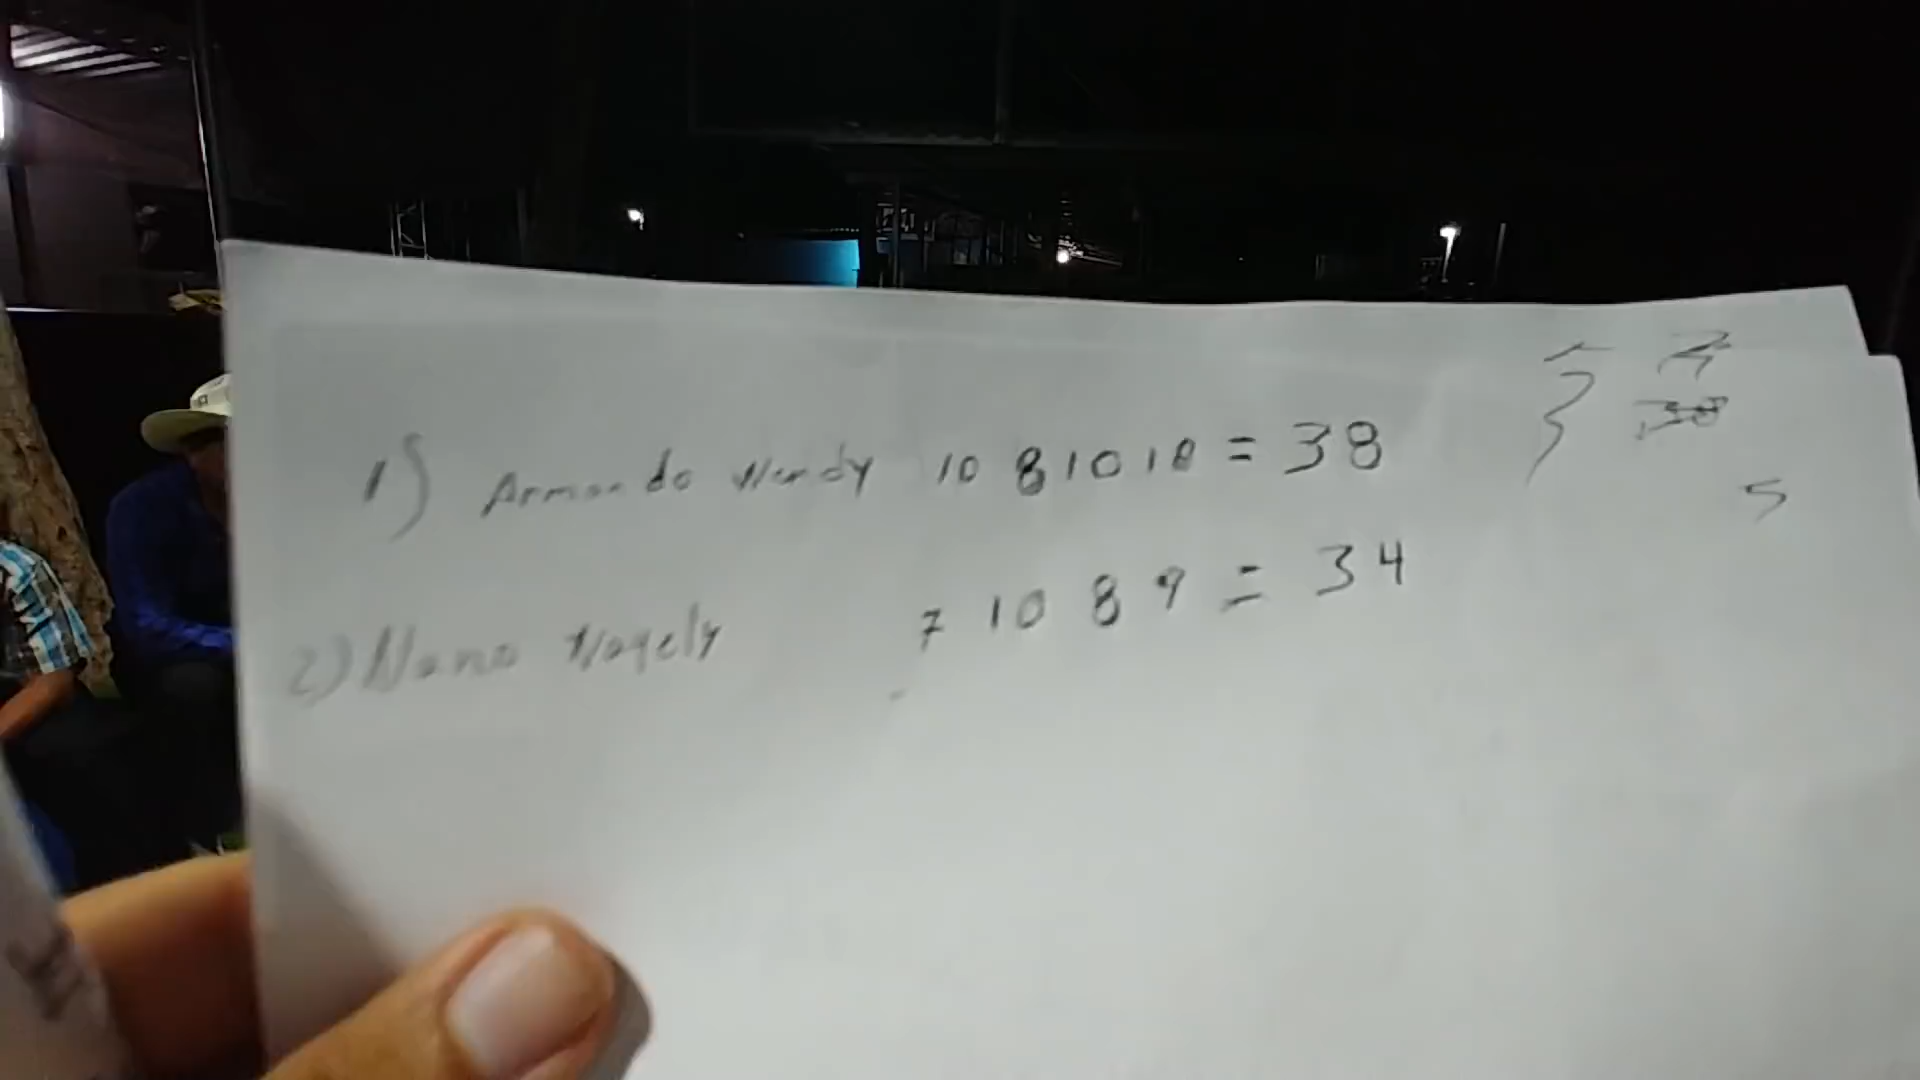 1) Armando Wendy 10 8 10 10 = 38
2) Nano Nayely 7 10 8 9 = 34
5